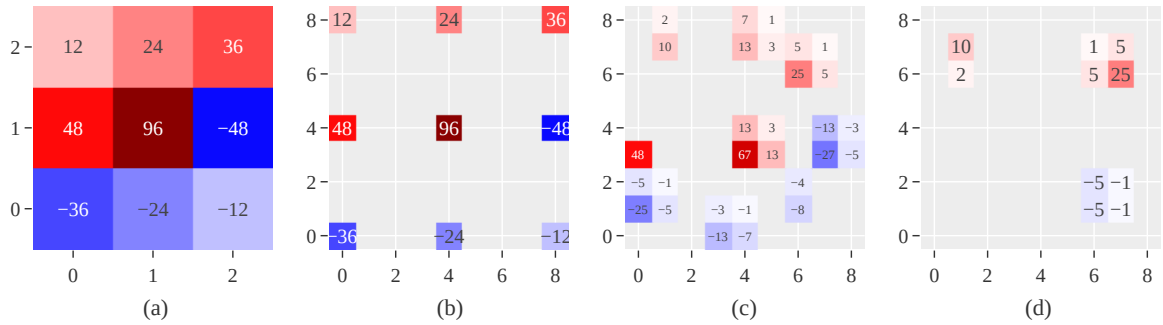 2 12 24 36
1 48 96 −48
0 −36 −24 −12
0 1 2
(a)
8 12 24 36
6
4 48 96 −48
2
0 −36 −24 −12
0 2 4 6 8
(b)
8 2 7 1
10 13 3 5 1
6 25 5
4 13 3 −13 −3
48 67 13 −27 −5
2 −5 −1 −4
−25 −5 −3 −1 −8
0 −13 −7
0 2 4 6 8
(c)
8
10 1 5
6 2 5 25
4
2 −5 −1
−5 −1
0
0 2 4 6 8
(d)